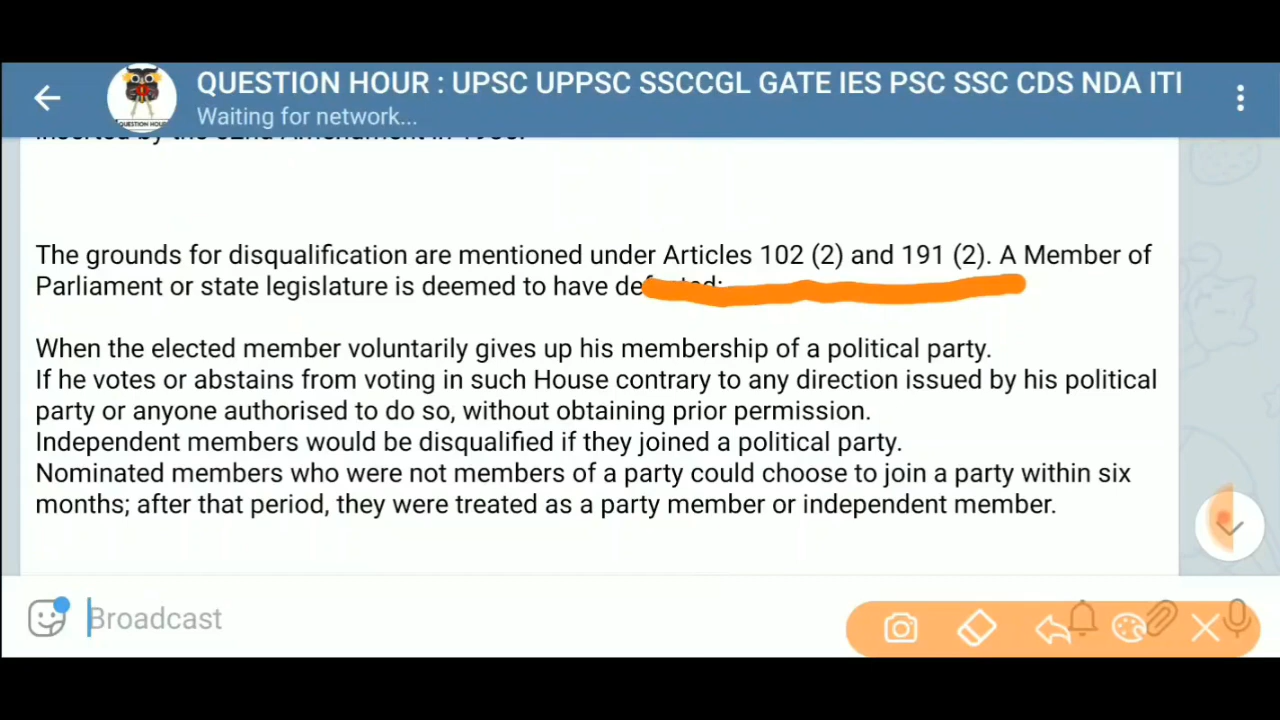 QUESTION HOUR : UPSC UPPSC SSCCGL GATE IES PSC SSC CDS NDA ITI
Waiting for network...
QUESTION HOUR
The grounds for disqualification are mentioned under Articles 102 (2) and 191 (2). A Member of
Parliament or state legislature is deemed to have defected:
When the elected member voluntarily gives up his membership of a political party.
If he votes or abstains from voting in such House contrary to any direction issued by his political
party or anyone authorised to do so, without obtaining prior permission.
Independent members would be disqualified if they joined a political party.
Nominated members who were not members of a party could choose to join a party within six
months; after that period, they were treated as a party member or independent member.
Broadcast